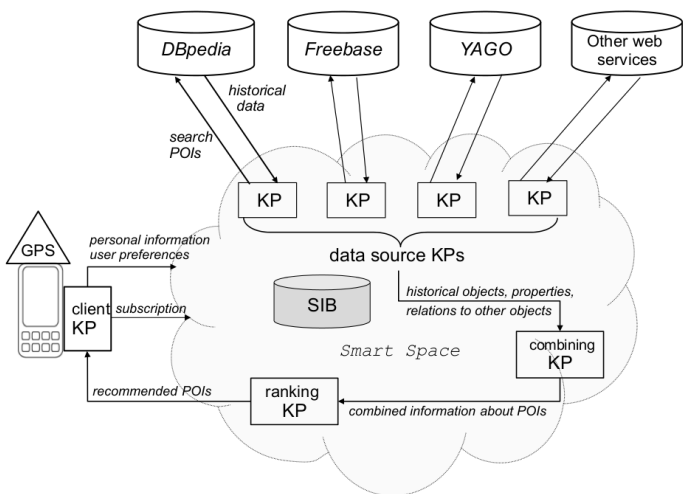 DBpedia
Freebase
YAGO
Other web
services
historical
data
search
POIs
KP
KP
KP
KP
GPS
personal information
user preferences
data source KPs
client
KP
subscription
SIB
historical objects, properties,
relations to other objects
Smart Space
combining
KP
recommended POIs
ranking
KP
combined information about POIs